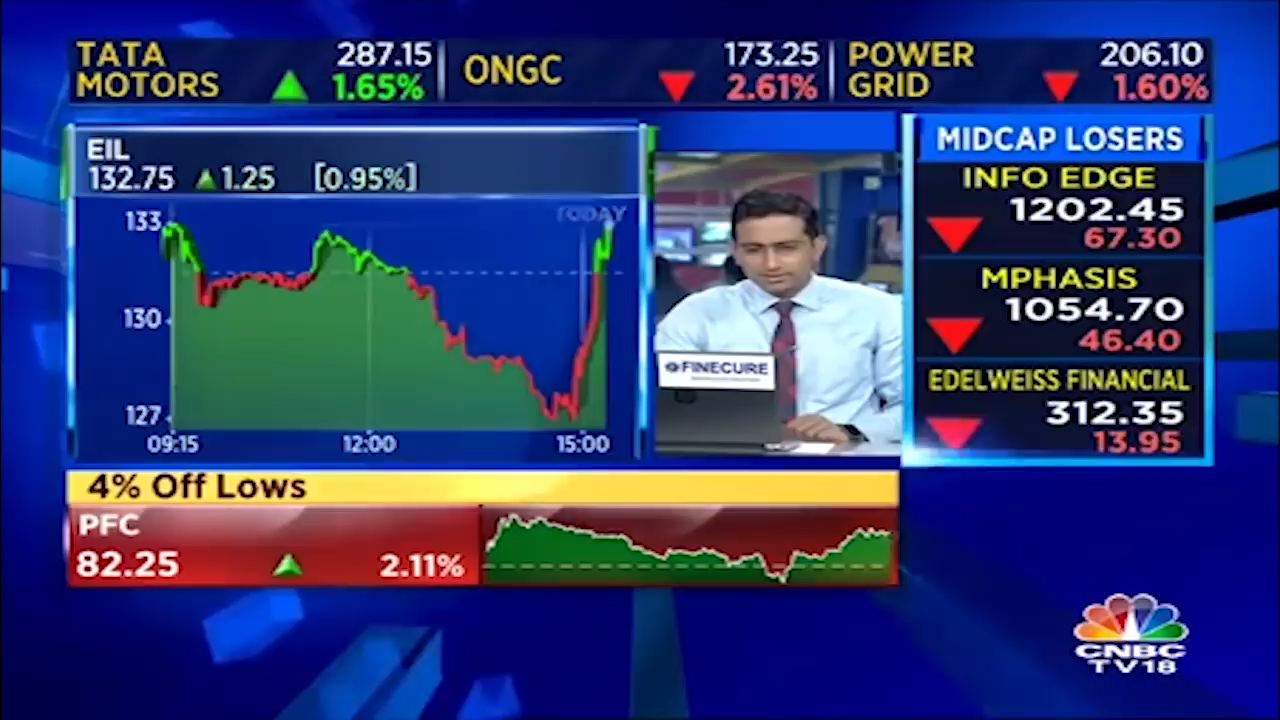 TATA MOTORS
287.15
1.65%
ONGC
173.25
2.61%
POWER GRID
206.10
1.60%
EIL
132.75 1.25 [0.95%]
TODAY
133
130
127
09:15 12:00 15:00
FINECURE
MIDCAP LOSERS
INFO EDGE
1202.45
67.30
MPHASIS
1054.70
46.40
EDELWEISS FINANCIAL
312.35
13.95
4% Off Lows
PFC
82.25 2.11%
CNBC
TV18